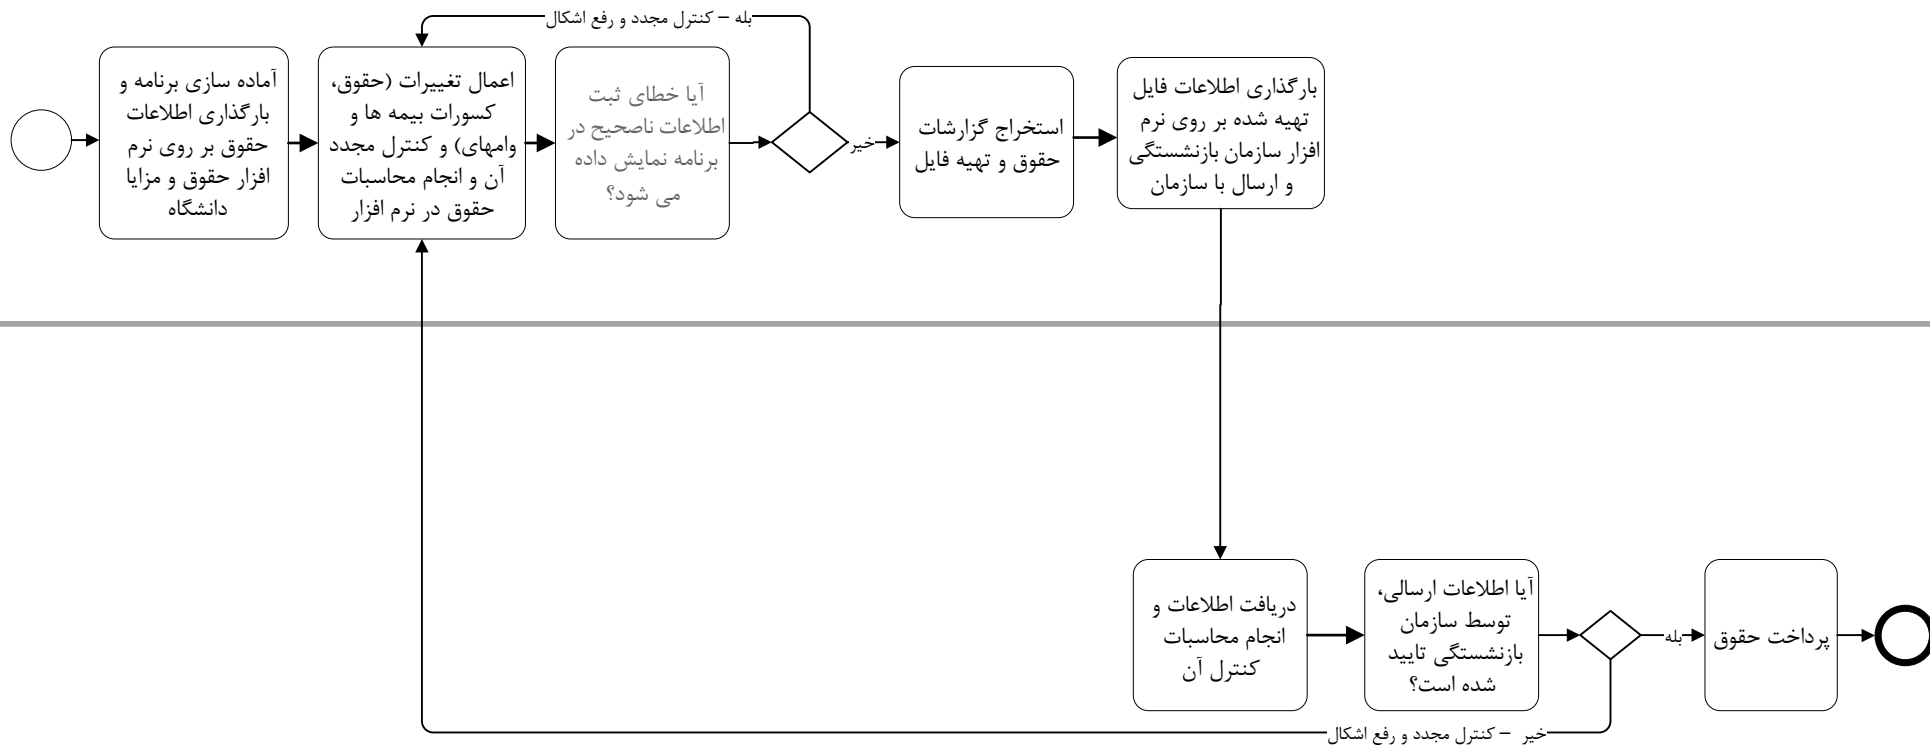 بله – کنترل مجدد و رفع اشکال
آماده سازی برنامه و
بارگذاری اطلاعات
حقوق بر روی نرم
افزار حقوق و مزایا
دانشگاه
اعمال تغییرات (حقوق،
کسورات بیمه ها و
وامهای) و کنترل مجدد
آن و انجام محاسبات
حقوق در نرم افزار
آیا خطای ثبت
اطلاعات ناصحیح در
برنامه نمایش داده
می شود؟
خیر
استخراج گزارشات
حقوق و تهیه فایل
بارگذاری اطلاعات فایل
تهیه شده بر روی نرم
افزار سازمان بازنشستگی
و ارسال با سازمان
دریافت اطلاعات و
انجام محاسبات
کنترل آن
آیا اطلاعات ارسالی،
توسط سازمان
بازنشستگی تایید
شده است؟
بله
پرداخت حقوق
خیر – کنترل مجدد و رفع اشکال